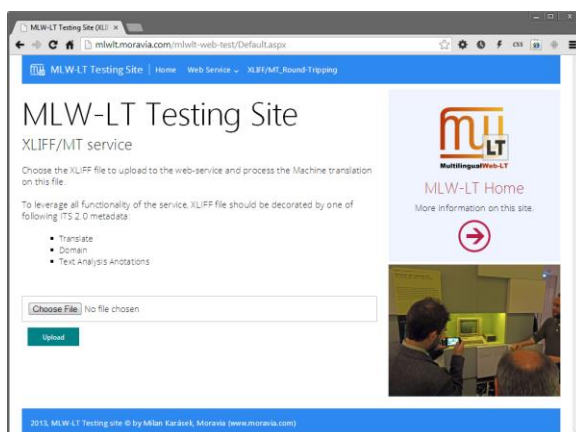 MLW-LT Testing Site (XLI
mlwlt.moravia.com/mlwlt-web-test/Default.aspx
MLW-LT Testing Site | Home Web Service XLIFF/MT_Round-Tripping
MLW-LT Testing Site
XLIFF/MT service
Choose the XLIFF file to upload to the web-service and process the Machine translation
on this file.
To leverage all functionality of the service, XLIFF file should be decorated by one of
following ITS 2.0 metadata:
Translate
Domain
Text Analysis Anotations
Choose File No file chosen
Upload
mu LT
MultilingualWeb-LT
MLW-LT Home
More information on this site.
2013, MLW-LT Testing site © by Milan Karásek, Moravia (www.moravia.com)